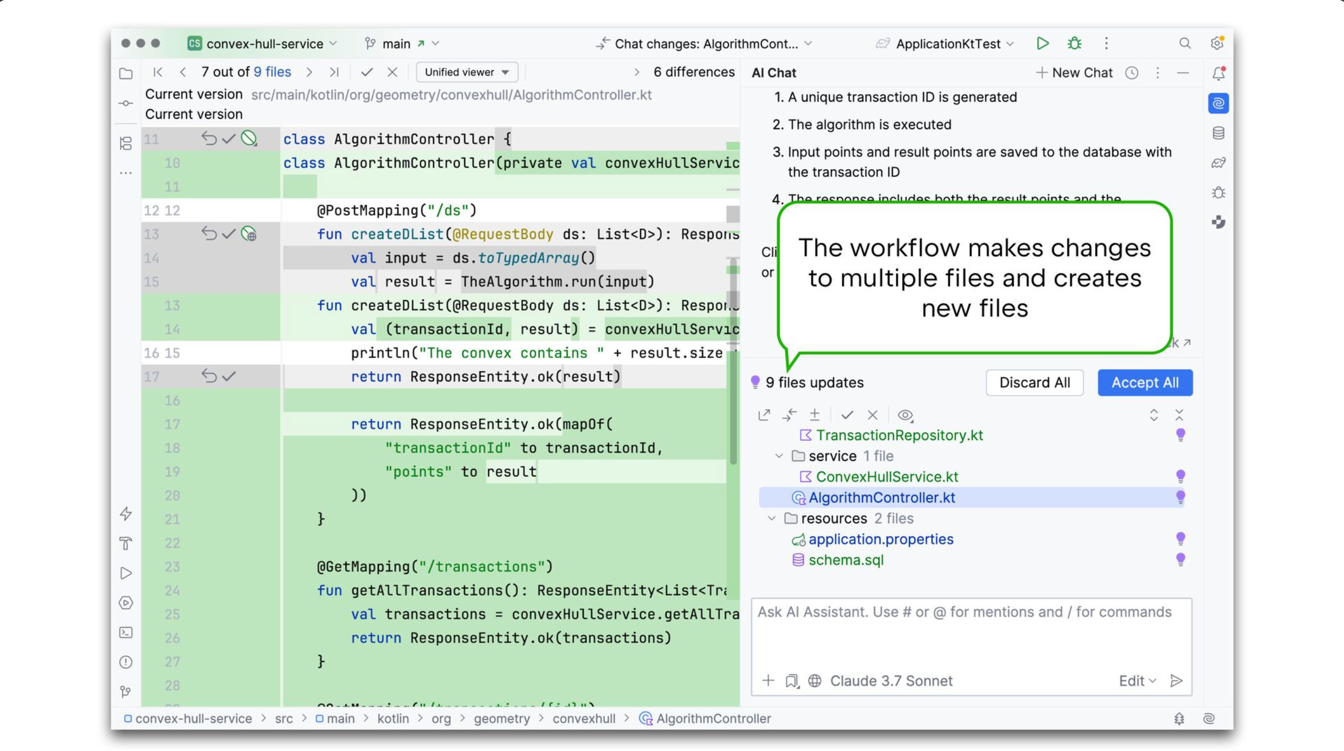 CS convex-hull-service main Chat changes: AlgorithmCont... ApplicationKtTest
7 out of 9 files Unified viewer 6 differences
Current version src/main/kotlin/org/geometry/convexhull/AlgorithmController.kt
Current version
11 class AlgorithmController {
10 class AlgorithmController(private val convexHullServic
11
12 12 @PostMapping("/ds")
13 fun createDList(@RequestBody ds: List<D>): Respons
14 val input = ds.toTypedArray()
15 val result = TheAlgorithm.run(input)
13 fun createDList(@RequestBody ds: List<D>): Respons
14 val (transactionId, result) = convexHullServic
16 15 println("The convex contains " + result.size
17 return ResponseEntity.ok(result)
16
17 return ResponseEntity.ok(mapOf(
18 "transactionId" to transactionId,
19 "points" to result
20 ))
21 }
22
23 @GetMapping("/transactions")
24 fun getAllTransactions(): ResponseEntity<List<Tra
25 val transactions = convexHullService.getAllTra
26 return ResponseEntity.ok(transactions)
27 }
28
AI Chat New Chat
1. A unique transaction ID is generated
2. The algorithm is executed
3. Input points and result points are saved to the database with
the transaction ID
4. The response includes both the result points and the
Cli
or
The workflow makes changes
to multiple files and creates
new files
9 files updates Discard All Accept All
TransactionRepository.kt
service 1 file
ConvexHullService.kt
AlgorithmController.kt
resources 2 files
application.properties
schema.sql
Ask AI Assistant. Use # or @ for mentions and / for commands
Claude 3.7 Sonnet Edit
convex-hull-service > src > main > kotlin > org > geometry > convexhull > AlgorithmController